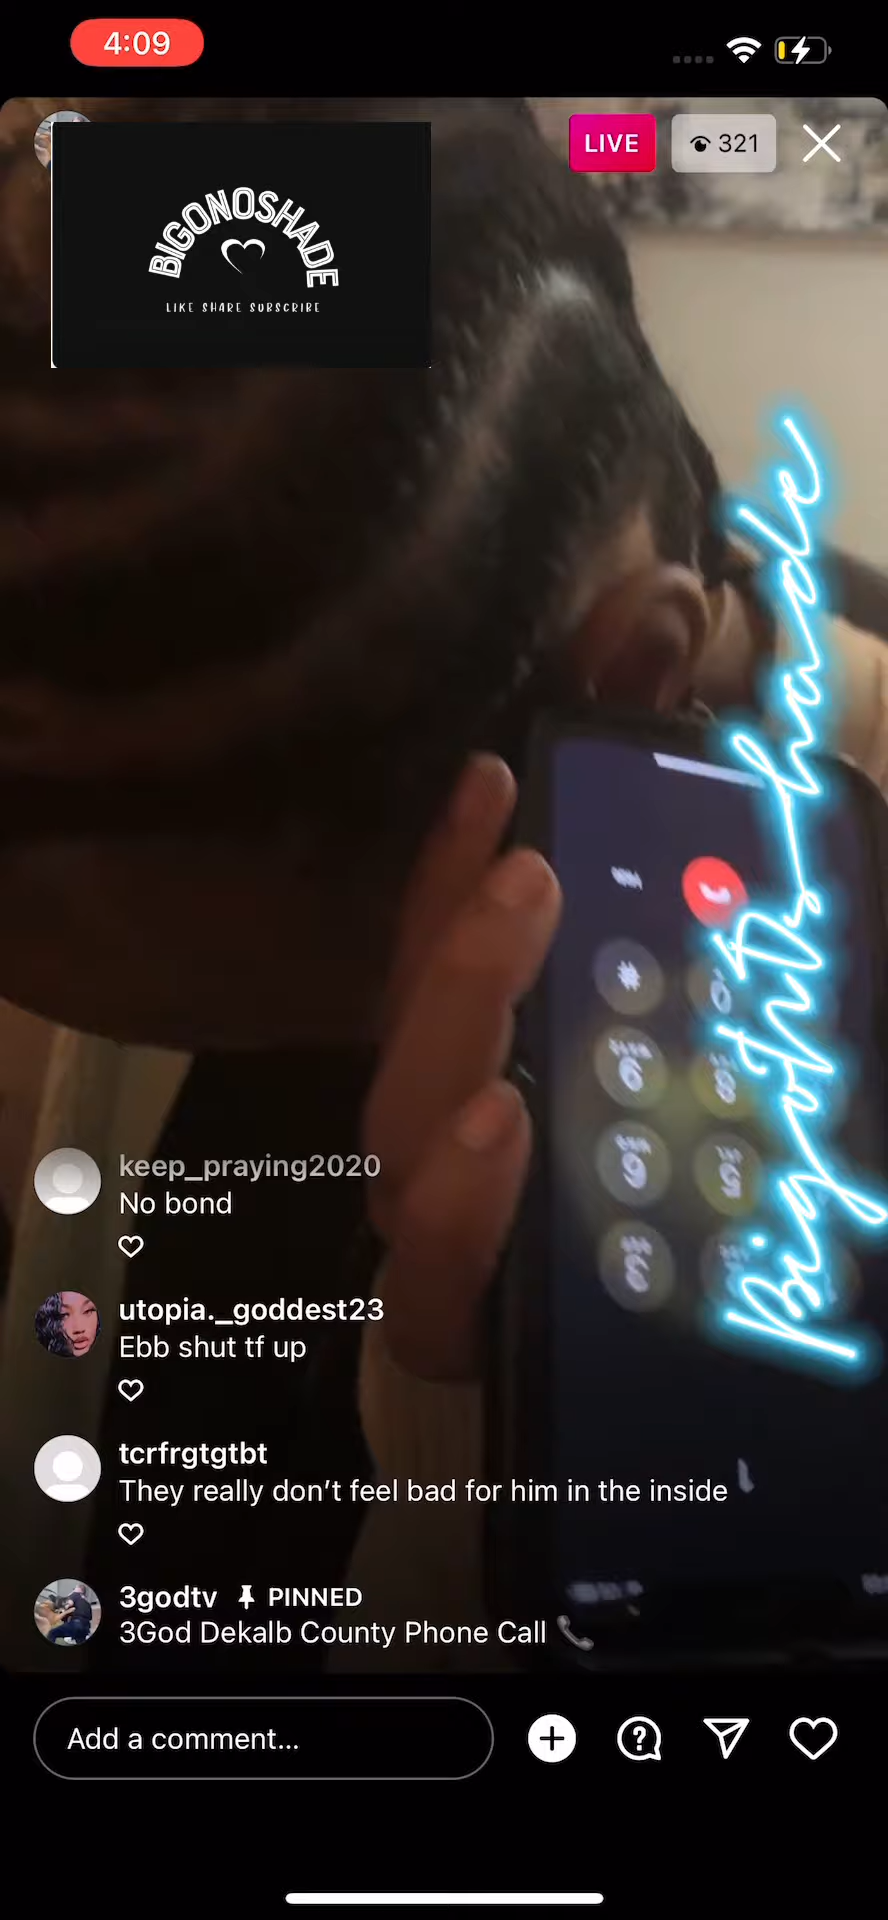 4:09
LIVE
321
BIGONOSHADE
LIKE SHARE SUBSCRIBE
Bigonoshade
keep_praying2020
No bond
utopia._goddest23
Ebb shut tf up
tcrfrgtgtbt
They really don’t feel bad for him in the inside
3godtv PINNED
3God Dekalb County Phone Call 📞
Add a comment...